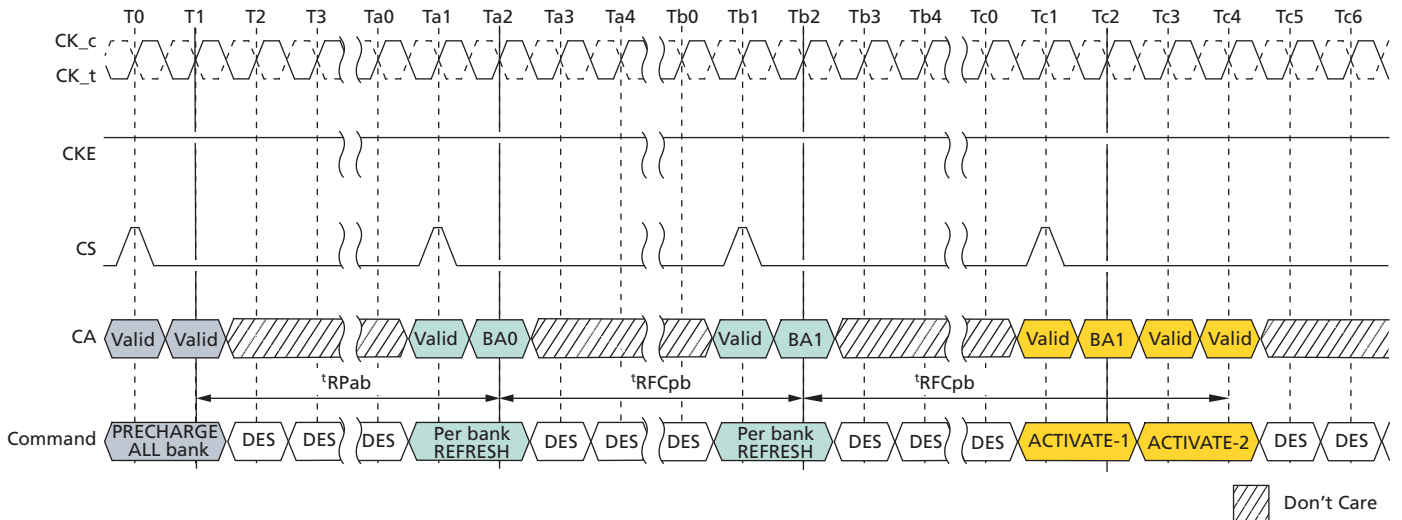 T0 T1 T2 T3 Ta0 Ta1 Ta2 Ta3 Ta4 Tb0 Tb1 Tb2 Tb3 Tb4 Tc0 Tc1 Tc2 Tc3 Tc4 Tc5 Tc6
CK_c
CK_t
CKE
CS
CA Valid Valid Valid BA0 Valid BA1 Valid BA1 Valid Valid
tRPab tRFCpb tRFCpb
Command PRECHARGE ALL bank DES DES DES Per bank REFRESH DES DES DES Per bank REFRESH DES DES DES ACTIVATE-1 ACTIVATE-2 DES DES
Don't Care